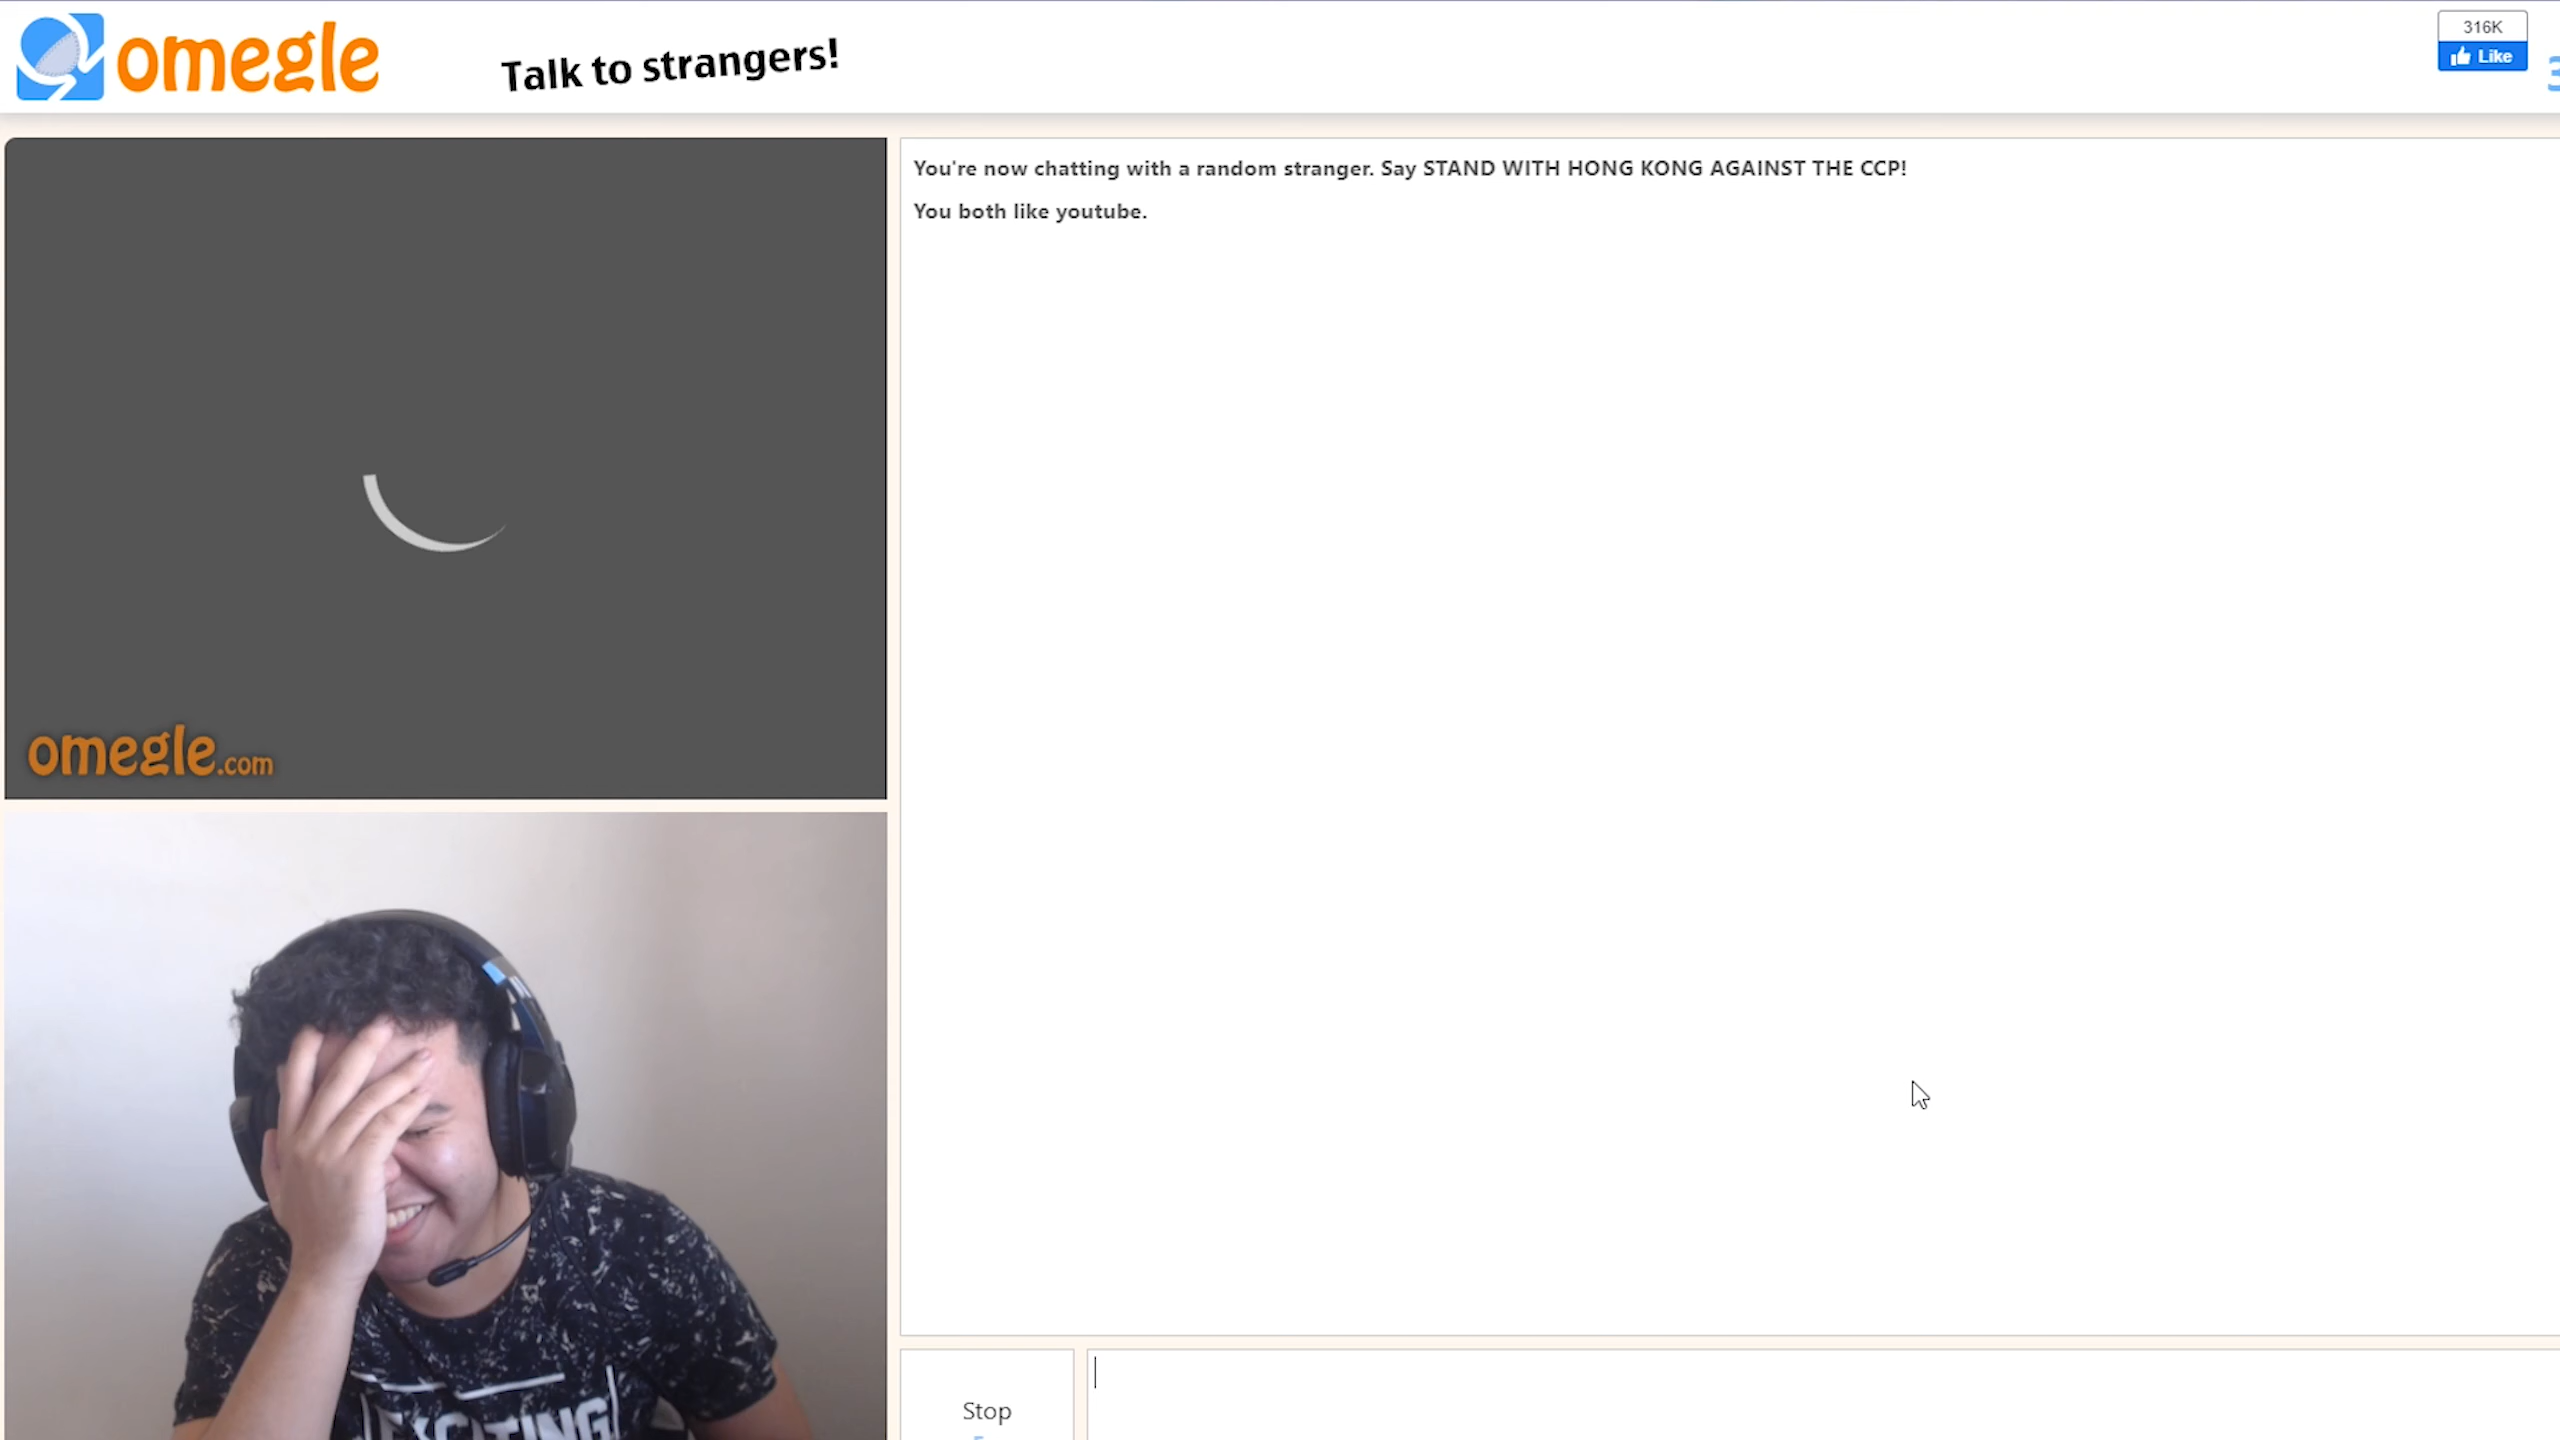 omegle
Talk to strangers!
316K
Like
You're now chatting with a random stranger. Say STAND WITH HONG KONG AGAINST THE CCP!
You both like youtube.
omegle.com
EXCITING
Stop